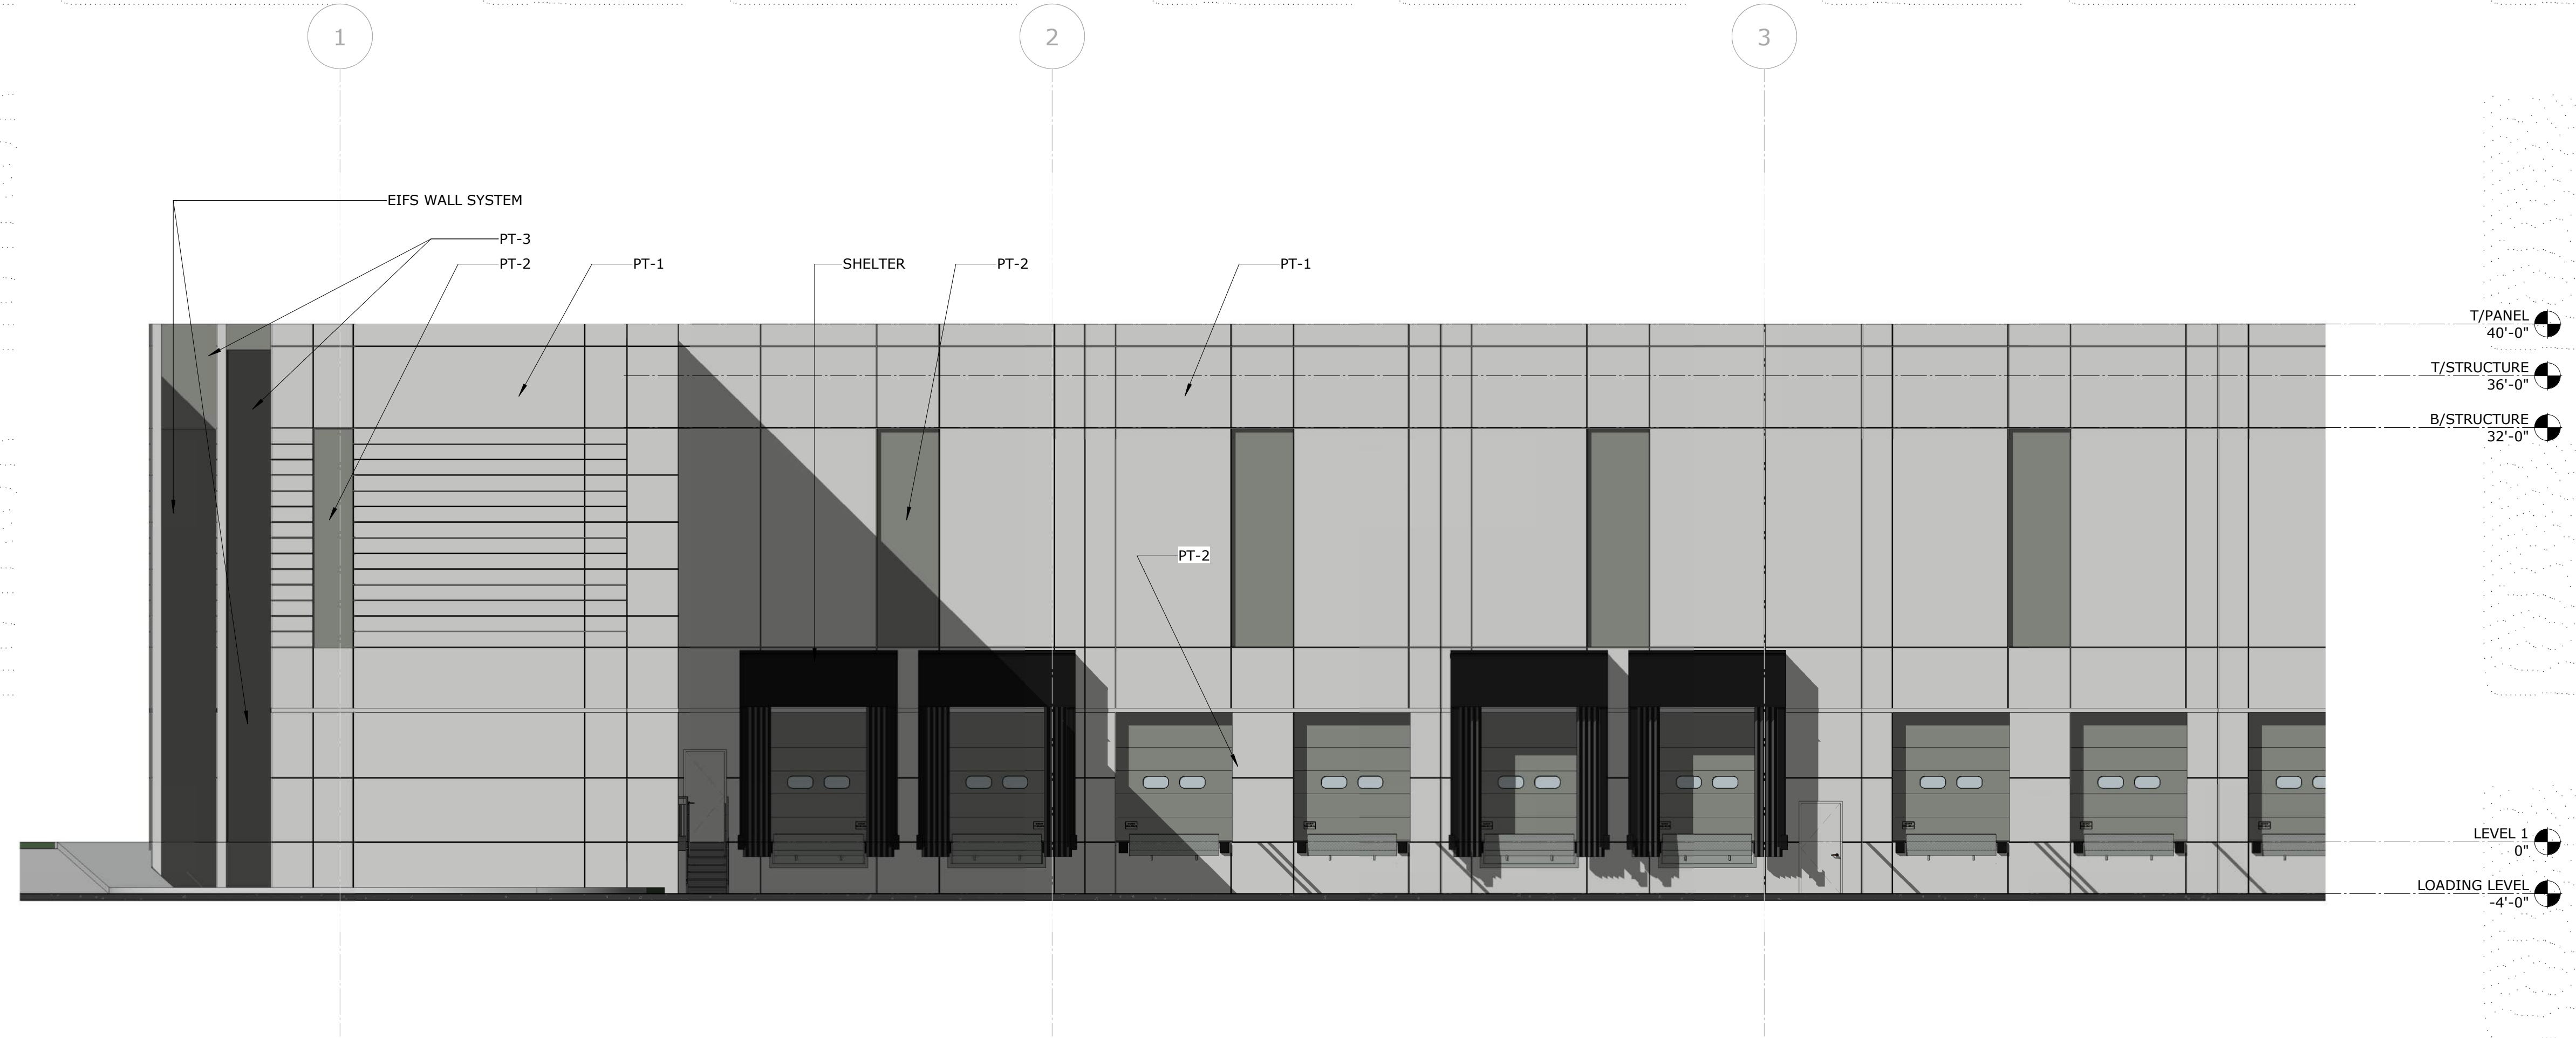 1
2
3
EIFS WALL SYSTEM
PT-3
PT-2
PT-1
SHELTER
PT-2
PT-1
T/PANEL
40'-0"
T/STRUCTURE
36'-0"
B/STRUCTURE
32'-0"
PT-2
LEVEL 1
0"
LOADING LEVEL
-4'-0"